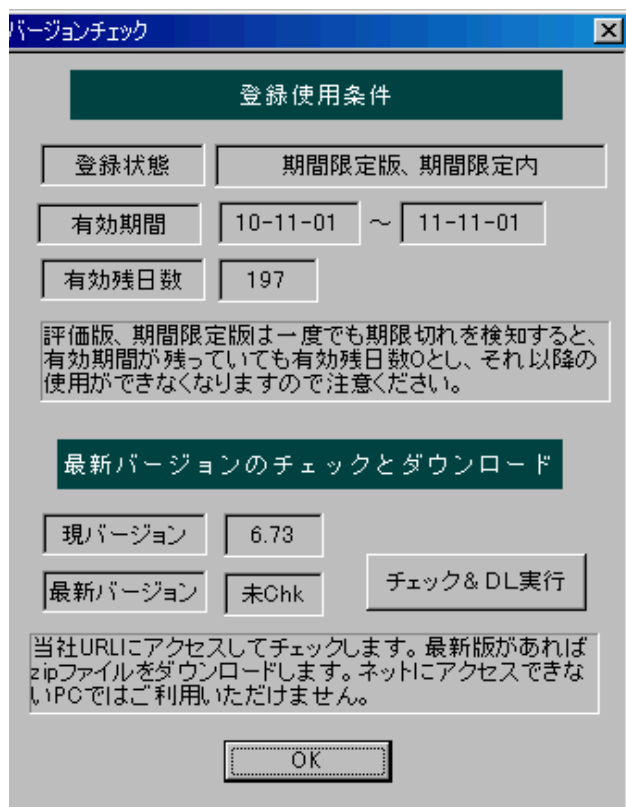 バージョンチェック
登録使用条件
登録状態 期間限定版、期間限定内
有効期間 10-11-01 ～ 11-11-01
有効残日数 197
評価版、期間限定版は一度でも期限切れを検知すると、
有効期間が残っていても有効残日数0とし、それ以降の
使用ができなくなりますので注意ください。
最新バージョンのチェックとダウンロード
現バージョン 6.73
最新バージョン 未Chk
チェック&DL実行
当社URLにアクセスしてチェックします。最新版があれば
zipファイルをダウンロードします。ネットにアクセスできな
いPCではご利用いただけません。
OK